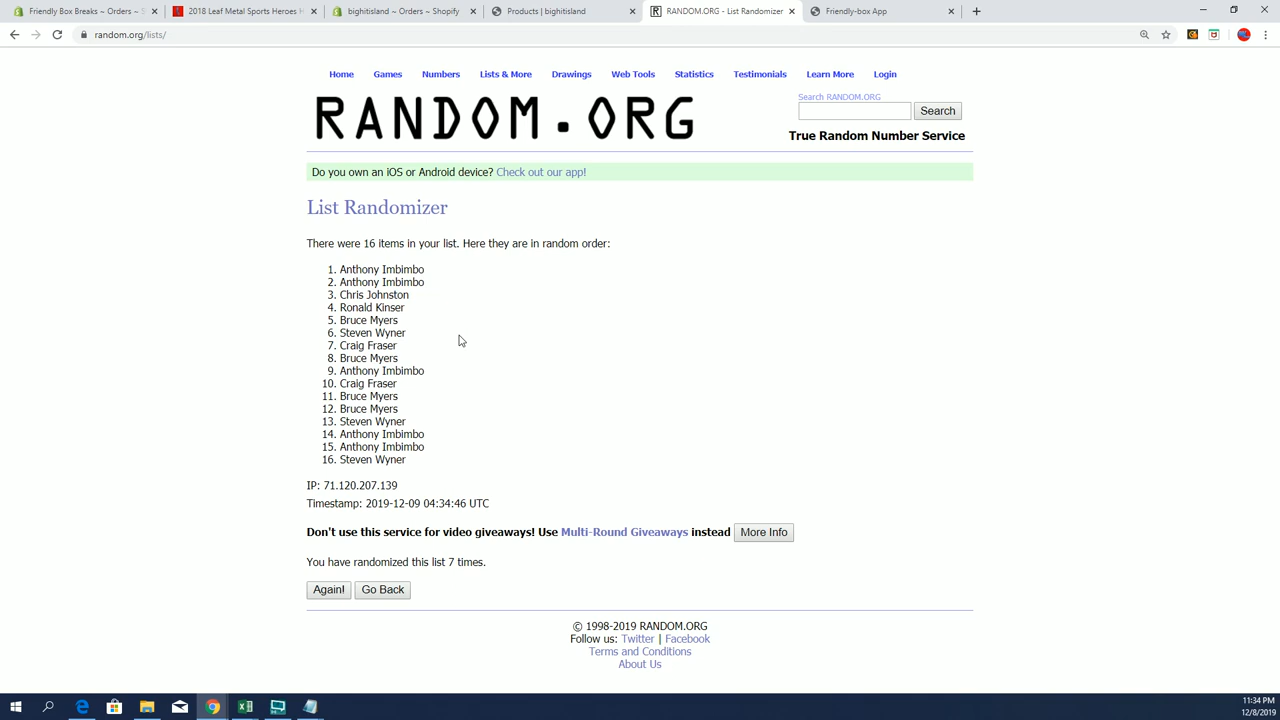 Friendly Box Breaks ~ Orders ~ S
2018 Leaf Metal Sports Heroes H
bighitisland ~ Orders ~ Shopify
Products | bighitisland
RANDOM.ORG - List Randomizer
Friendly-box App
random.org/lists/
Home Games Numbers Lists & More Drawings Web Tools Statistics Testimonials Learn More Login
RANDOM.ORG
Search RANDOM.ORG
Search
True Random Number Service
Do you own an iOS or Android device? Check out our app!
List Randomizer
There were 16 items in your list. Here they are in random order:
1. Anthony Imbimbo
2. Anthony Imbimbo
3. Chris Johnston
4. Ronald Kinser
5. Bruce Myers
6. Steven Wyner
7. Craig Fraser
8. Bruce Myers
9. Anthony Imbimbo
10. Craig Fraser
11. Bruce Myers
12. Bruce Myers
13. Steven Wyner
14. Anthony Imbimbo
15. Anthony Imbimbo
16. Steven Wyner
IP: 71.120.207.139
Timestamp: 2019-12-09 04:34:46 UTC
Don't use this service for video giveaways! Use Multi-Round Giveaways instead More Info
You have randomized this list 7 times.
Again! Go Back
© 1998-2019 RANDOM.ORG
Follow us: Twitter | Facebook
Terms and Conditions
About Us
11:34 PM
12/8/2019